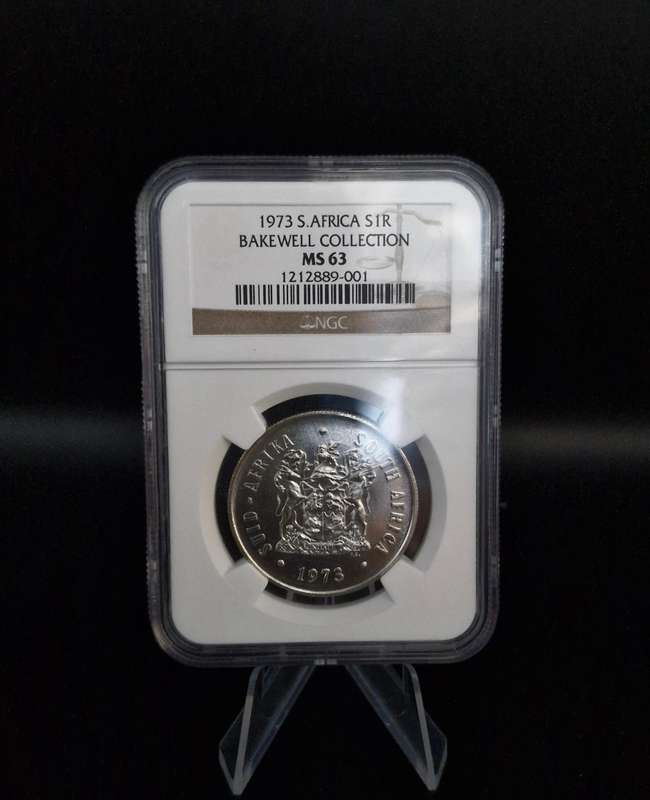 1973 S.AFRICA S1R
BAKEWELL COLLECTION
MS 63
1212889-001
NGC
SUID-AFRIKA · SOUTH AFRICA
· 1973 ·